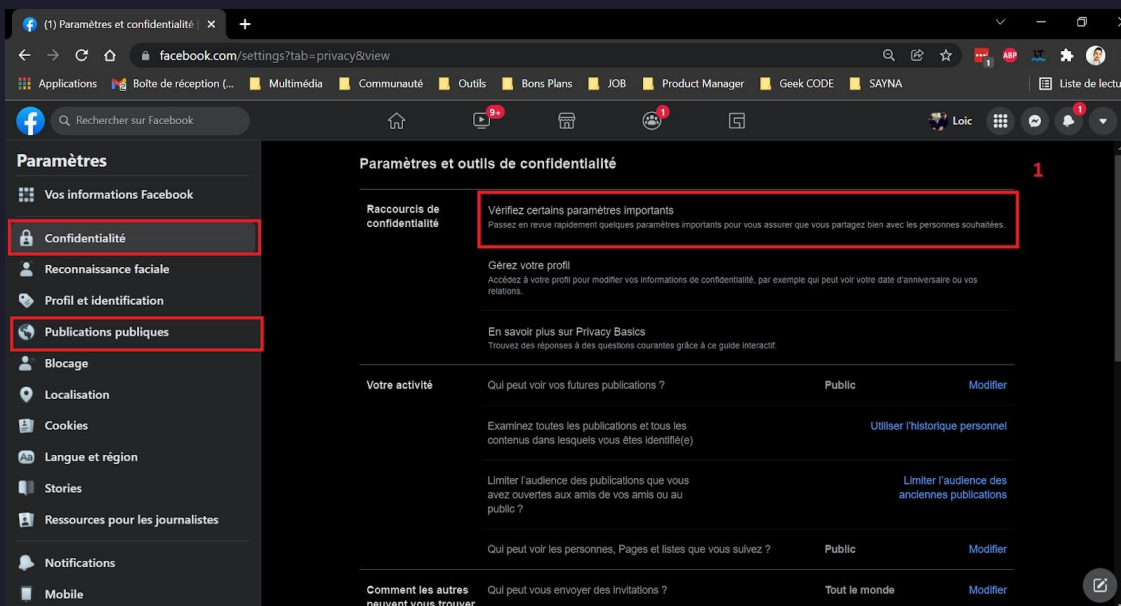 (1) Paramètres et confidentialité
facebook.com/settings?tab=privacy&view
ABP
1
Applications
Boîte de réception (...
Multimédia
Communauté
Outils
Bons Plans
JOB
Product Manager
Geek CODE
SAYNA
Liste de lectu
Rechercher sur Facebook
9+
1
Loic
1
Paramètres
Vos informations Facebook
Confidentialité
Reconnaissance faciale
Profil et identification
Publications publiques
Blocage
Localisation
Cookies
Aa Langue et région
Stories
Ressources pour les journalistes
Notifications
Mobile
Paramètres et outils de confidentialité
1
Raccourcis de
confidentialité
Vérifiez certains paramètres importants
Passez en revue rapidement quelques paramètres importants pour vous assurer que vous partagez bien avec les personnes souhaitées.
Gérez votre profil
Accédez à votre profil pour modifier vos informations de confidentialité, par exemple qui peut voir votre date d'anniversaire ou vos
relations.
En savoir plus sur Privacy Basics
Trouvez des réponses à des questions courantes grâce à ce guide interactif.
Votre activité
Qui peut voir vos futures publications ? Public Modifier
Examinez toutes les publications et tous les
contenus dans lesquels vous êtes identifié(e)
Utiliser l'historique personnel
Limiter l'audience des publications que vous
avez ouvertes aux amis de vos amis ou au
public ?
Limiter l'audience des
anciennes publications
Qui peut voir les personnes, Pages et listes que vous suivez ? Public Modifier
Comment les autres
peuvent vous trouver
Qui peut vous envoyer des invitations ? Tout le monde Modifier